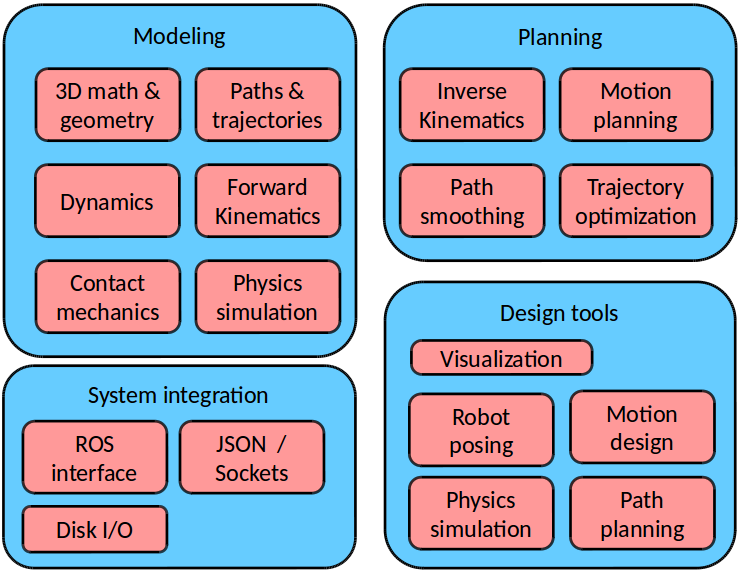 Modeling
3D math &
geometry
Paths &
trajectories
Dynamics
Forward
Kinematics
Contact
mechanics
Physics
simulation
Planning
Inverse
Kinematics
Motion
planning
Path
smoothing
Trajectory
optimization
System integration
ROS
interface
JSON /
Sockets
Disk I/O
Design tools
Visualization
Robot
posing
Motion
design
Physics
simulation
Path
planning